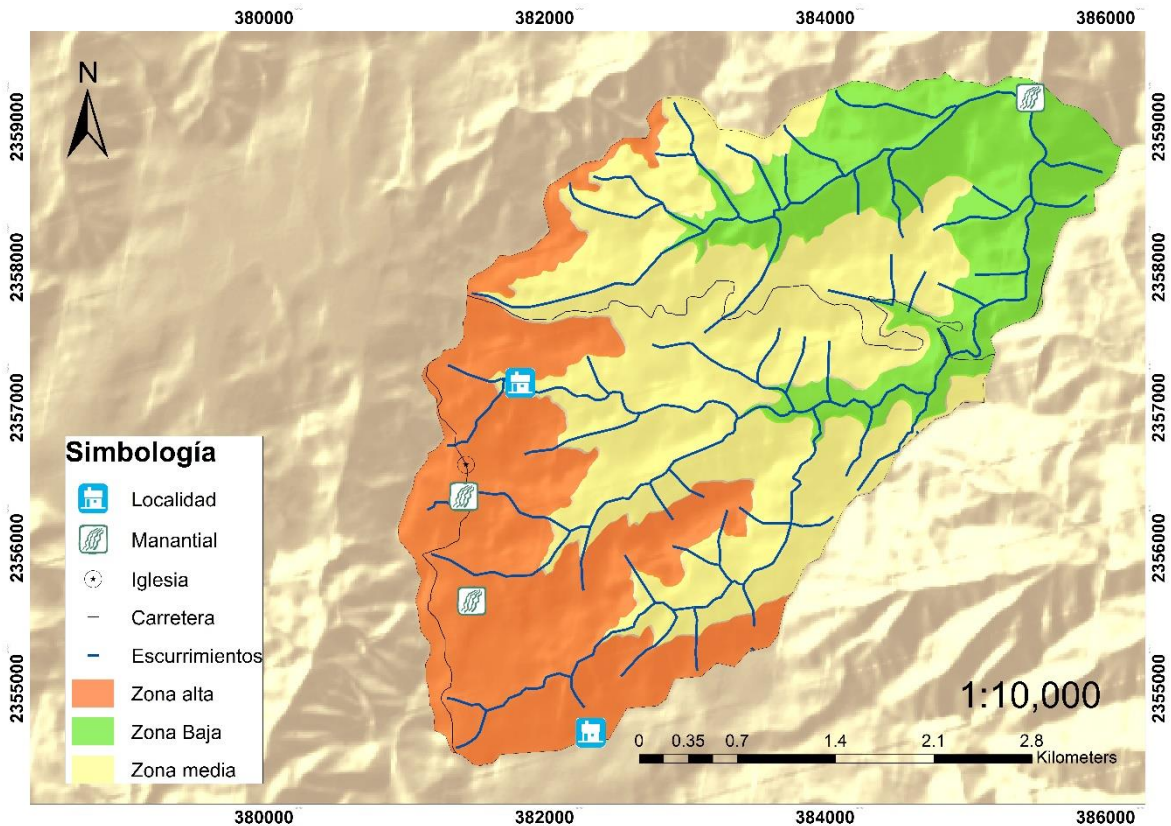 380000 382000 384000 386000
N
2359000 2359000
2358000 2358000
2357000 2357000
2356000 2356000
2355000 2355000
Simbología
Localidad
Manantial
Iglesia
Carretera
Escurrimientos
Zona alta
Zona Baja
Zona media
1:10,000
0 0.35 0.7 1.4 2.1 2.8
Kilometers
380000 382000 384000 386000